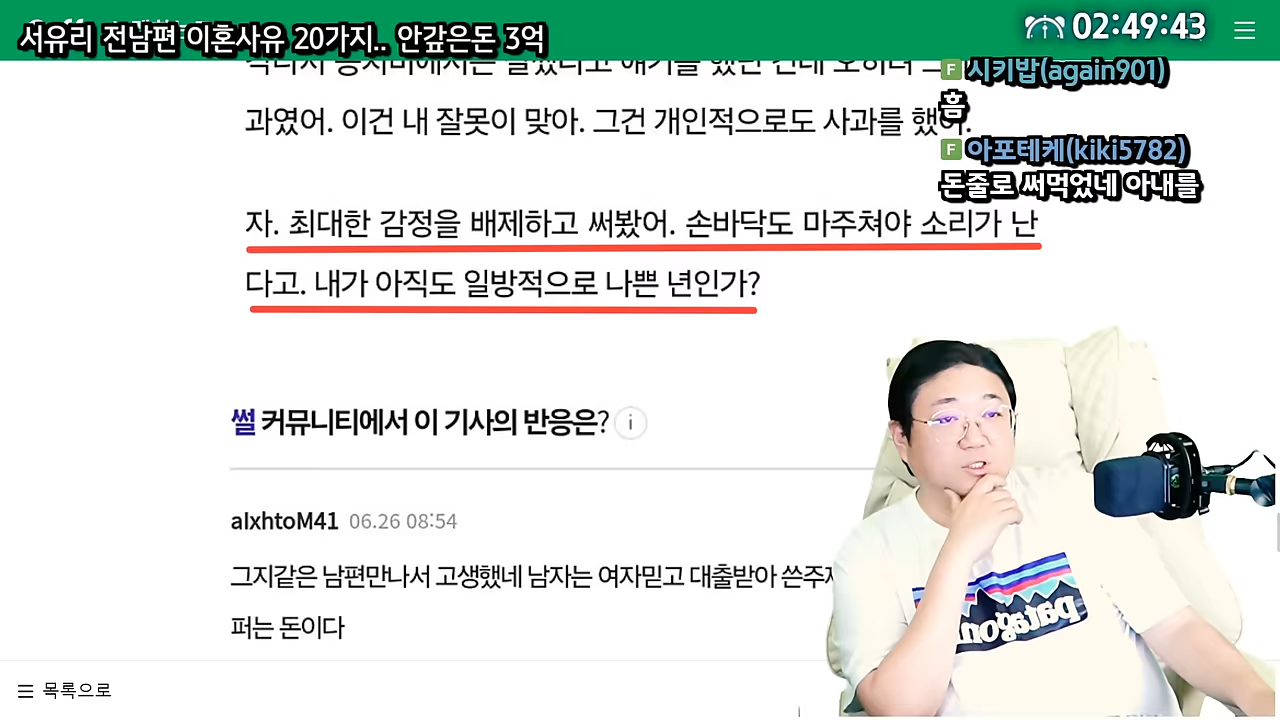 서유리 전남편 이혼사유 20가지.. 안갚은돈 3억
02:49:43
F 시키밥(again901)
흠
F 아포테케(kiki5782)
돈줄로 써먹었네 아내를
과였어. 이건 내 잘못이 맞아. 그건 개인적으로도 사과를 했어.
자. 최대한 감정을 배제하고 써봤어. 손바닥도 마주쳐야 소리가 난
다고. 내가 아직도 일방적으로 나쁜 년인가?
썰 커뮤니티에서 이 기사의 반응은? i
alxhtoM41 06.26 08:54
그지같은 남편만나서 고생했네 남자는 여자믿고 대출받아 쓴주제
퍼는 돈이다
patagon
목록으로